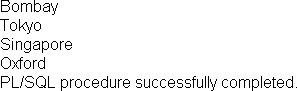 Bombay
Tokyo
Singapore
Oxford
PL/SQL procedure successfully completed.